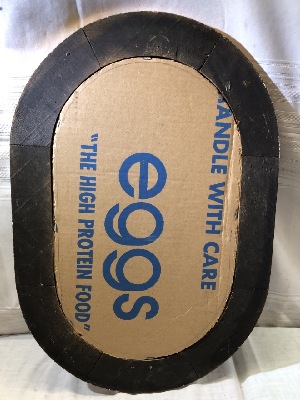 HANDLE WITH CARE
eggs
"THE HIGH PROTEIN FOOD"